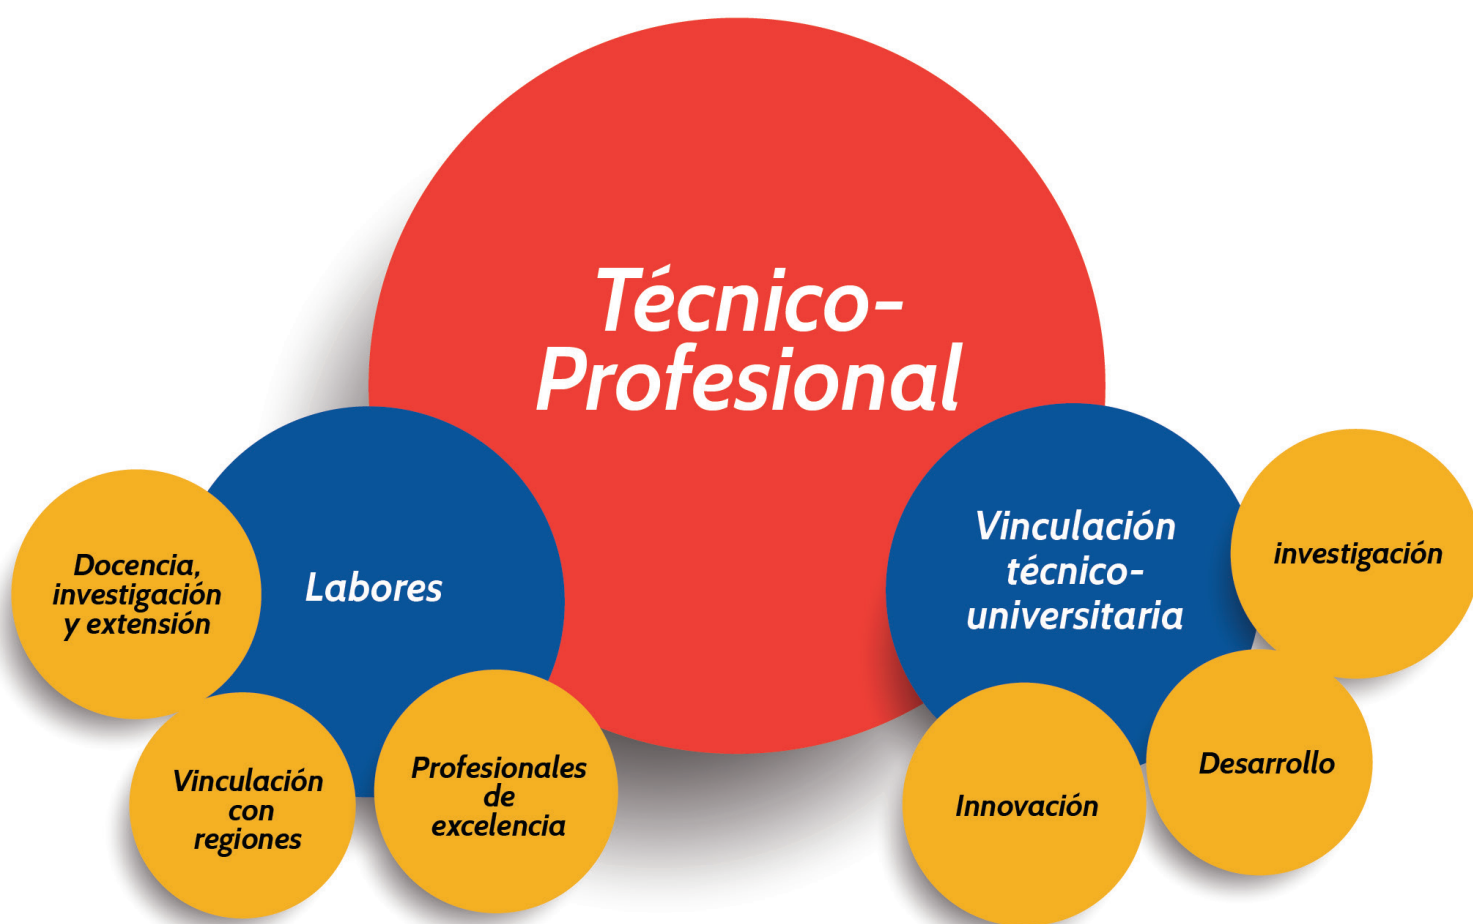 Técnico-
Profesional
Labores
Docencia,
investigación
y extensión
Vinculación
con
regiones
Profesionales
de
excelencia
Vinculación
técnico-
universitaria
investigación
Desarrollo
Innovación